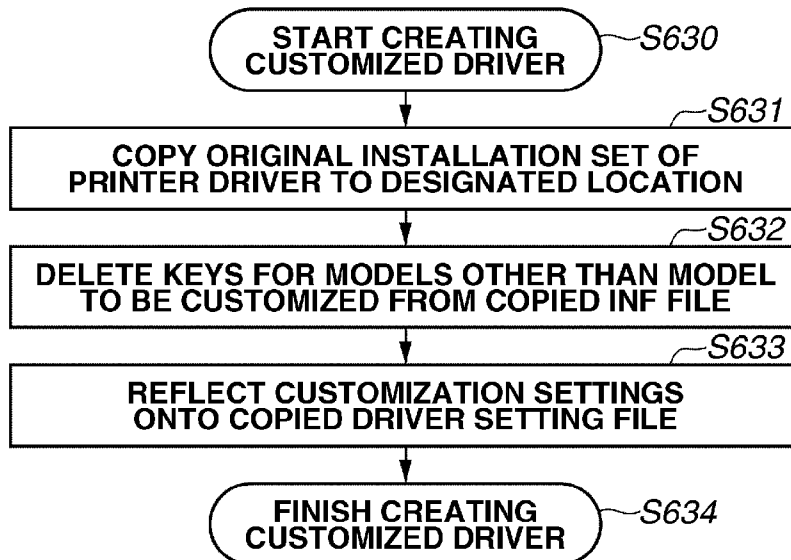 START CREATING
CUSTOMIZED DRIVER
S630
S631
COPY ORIGINAL INSTALLATION SET OF
PRINTER DRIVER TO DESIGNATED LOCATION
S632
DELETE KEYS FOR MODELS OTHER THAN MODEL
TO BE CUSTOMIZED FROM COPIED INF FILE
S633
REFLECT CUSTOMIZATION SETTINGS
ONTO COPIED DRIVER SETTING FILE
FINISH CREATING
CUSTOMIZED DRIVER
S634